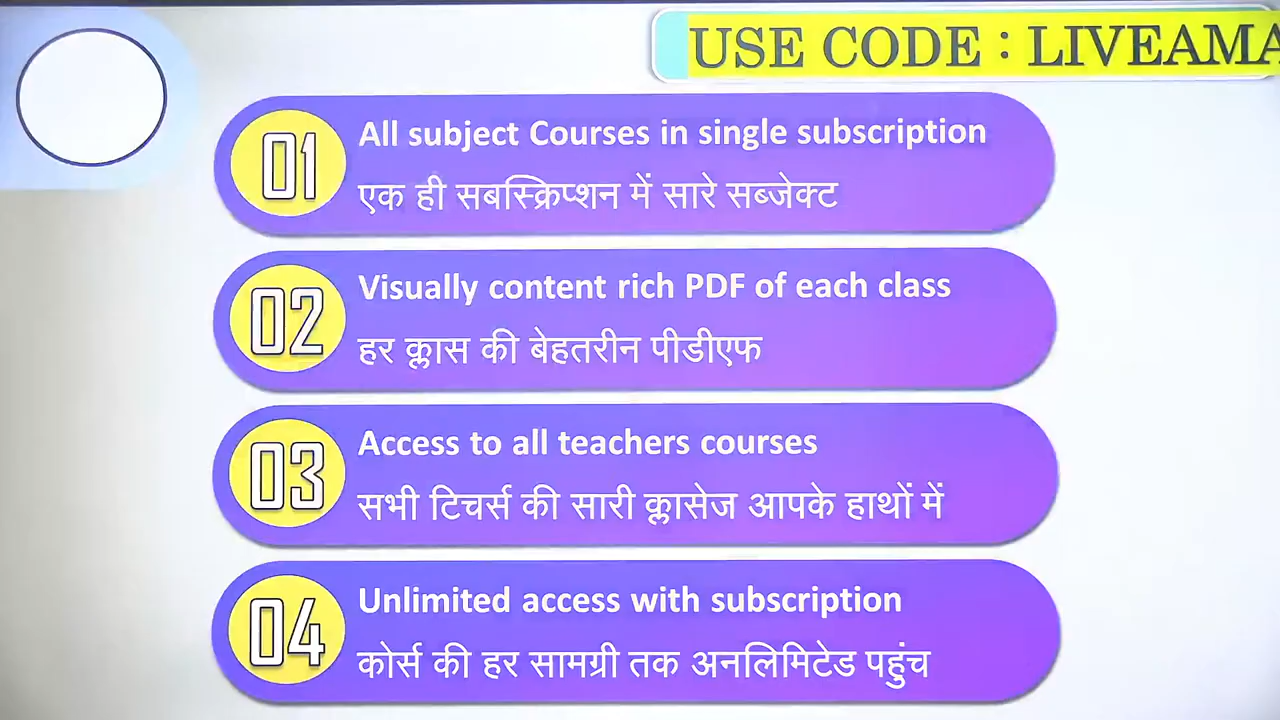 USE CODE : LIVEAMA
01
All subject Courses in single subscription
एक ही सबस्क्रिप्शन में सारे सब्जेक्ट
02
Visually content rich PDF of each class
हर क्लास की बेहतरीन पीडीएफ
03
Access to all teachers courses
सभी टिचर्स की सारी क्लासेज आपके हाथों में
04
Unlimited access with subscription
कोर्स की हर सामग्री तक अनलिमिटेड पहुंच